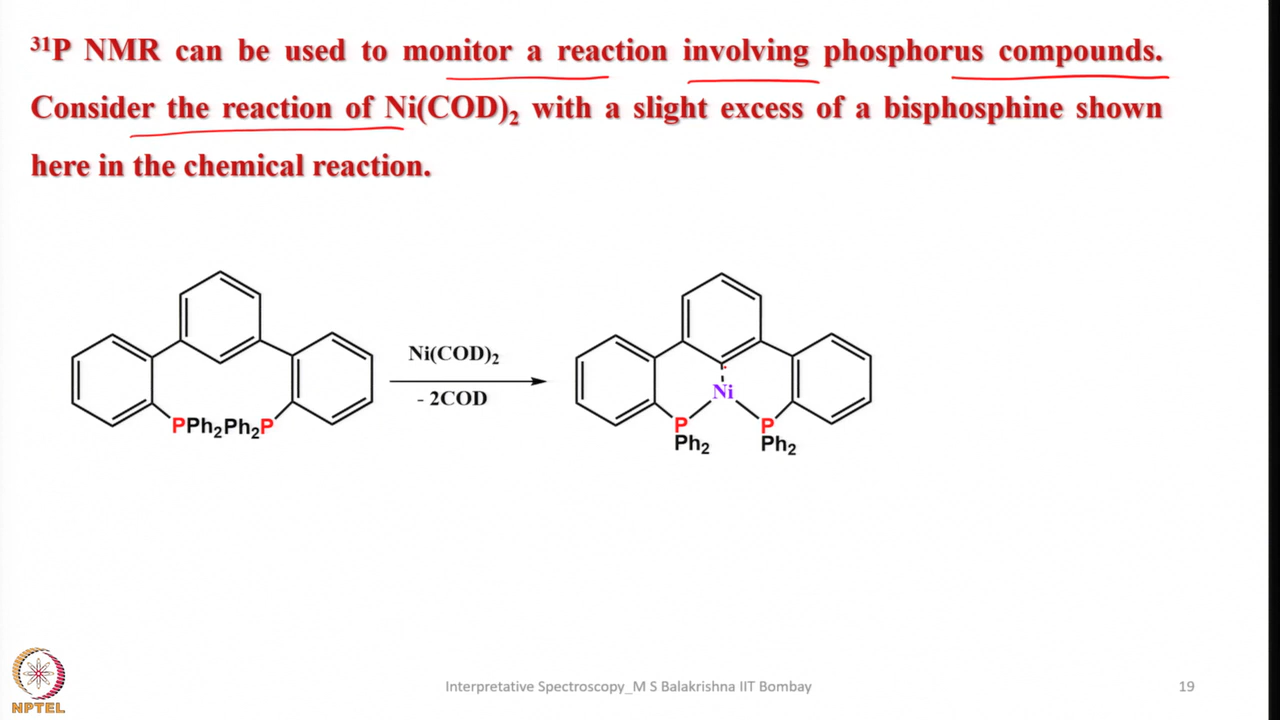 ³¹P NMR can be used to monitor a reaction involving phosphorus compounds.
Consider the reaction of Ni(COD)₂ with a slight excess of a bisphosphine shown
here in the chemical reaction.
Ni(COD)₂
- 2COD
PPh₂Ph₂P
Ni
P P
Ph₂ Ph₂
NPTEL
Interpretative Spectroscopy_M S Balakrishna IIT Bombay
19